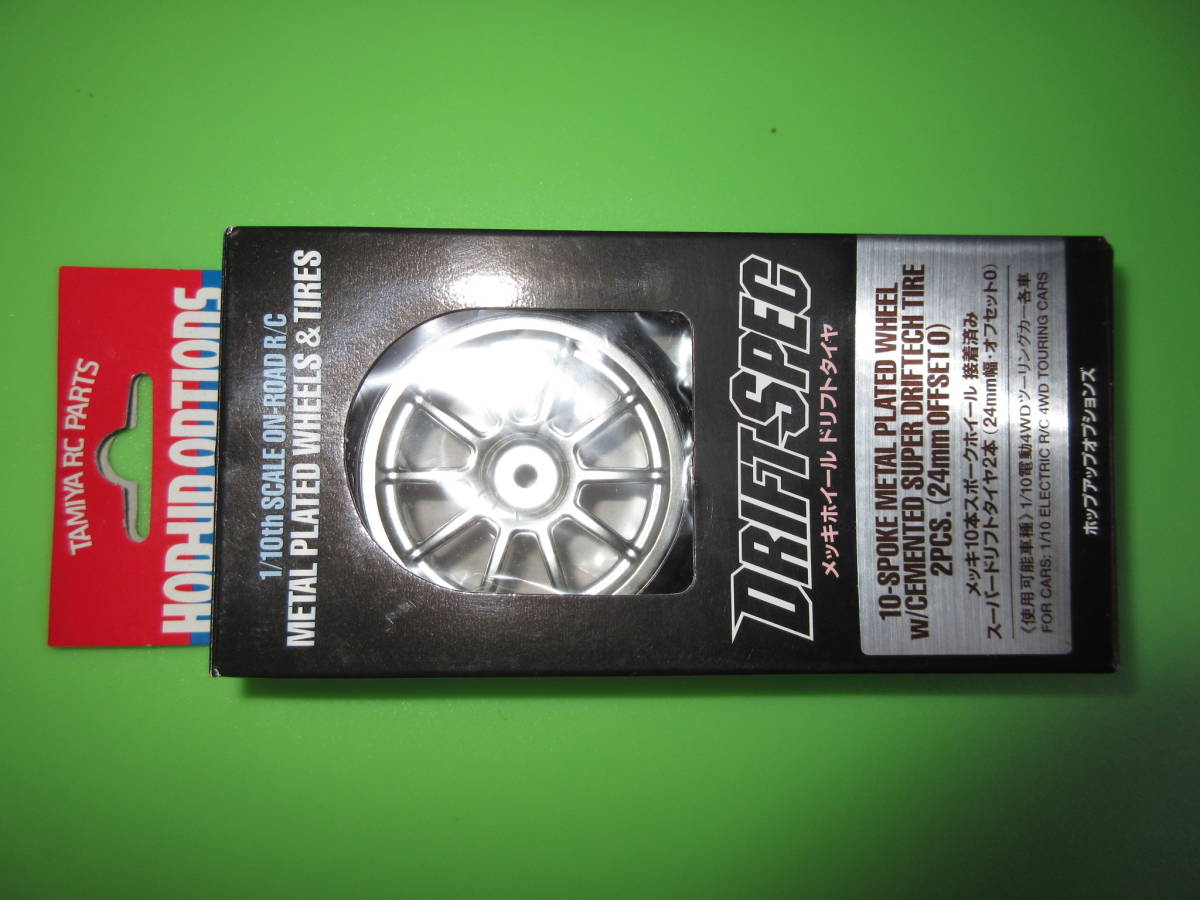 TAMIYA RC PARTS
HOP-UP OPTIONS
1/10th SCALE ON-ROAD R/C
METAL PLATED WHEELS & TIRES
DRIFTSPEC
メッキホイール ドリフトタイヤ
10-SPOKE METAL PLATED WHEEL
w/CEMENTED SUPER DRIFTECH TIRE
2PCS. (24mm OFFSET 0)
メッキ10本スポークホイール 接着済み
スーパードリフトタイヤ2本 (24mm幅・オフセット0)
《使用可能車種》1/10電動4WDツーリングカー各車
FOR CARS: 1/10 ELECTRIC R/C 4WD TOURING CARS
ホップアップオプションズ